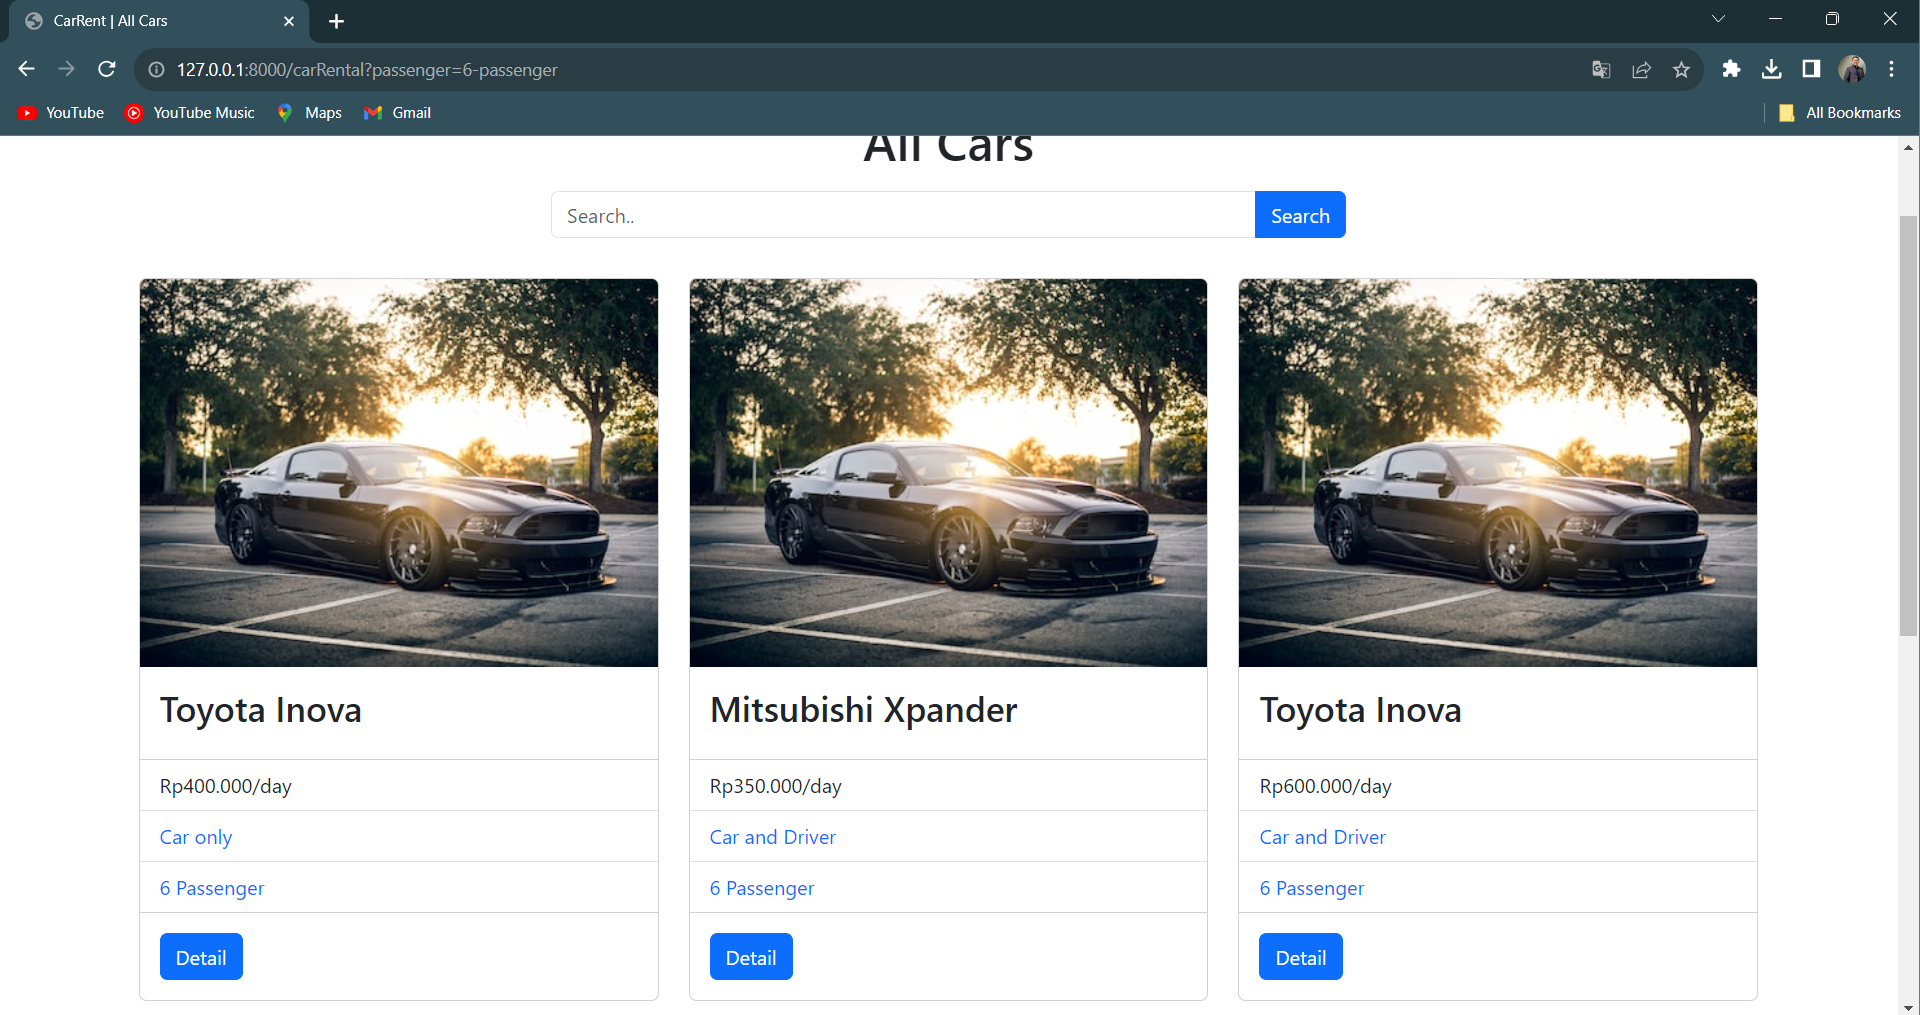 CarRent | All Cars
127.0.0.1:8000/carRental?passenger=6-passenger
YouTube YouTube Music Maps Gmail All Bookmarks
All Cars
Search.. Search
Toyota Inova
Rp400.000/day
Car only
6 Passenger
Detail
Mitsubishi Xpander
Rp350.000/day
Car and Driver
6 Passenger
Detail
Toyota Inova
Rp600.000/day
Car and Driver
6 Passenger
Detail